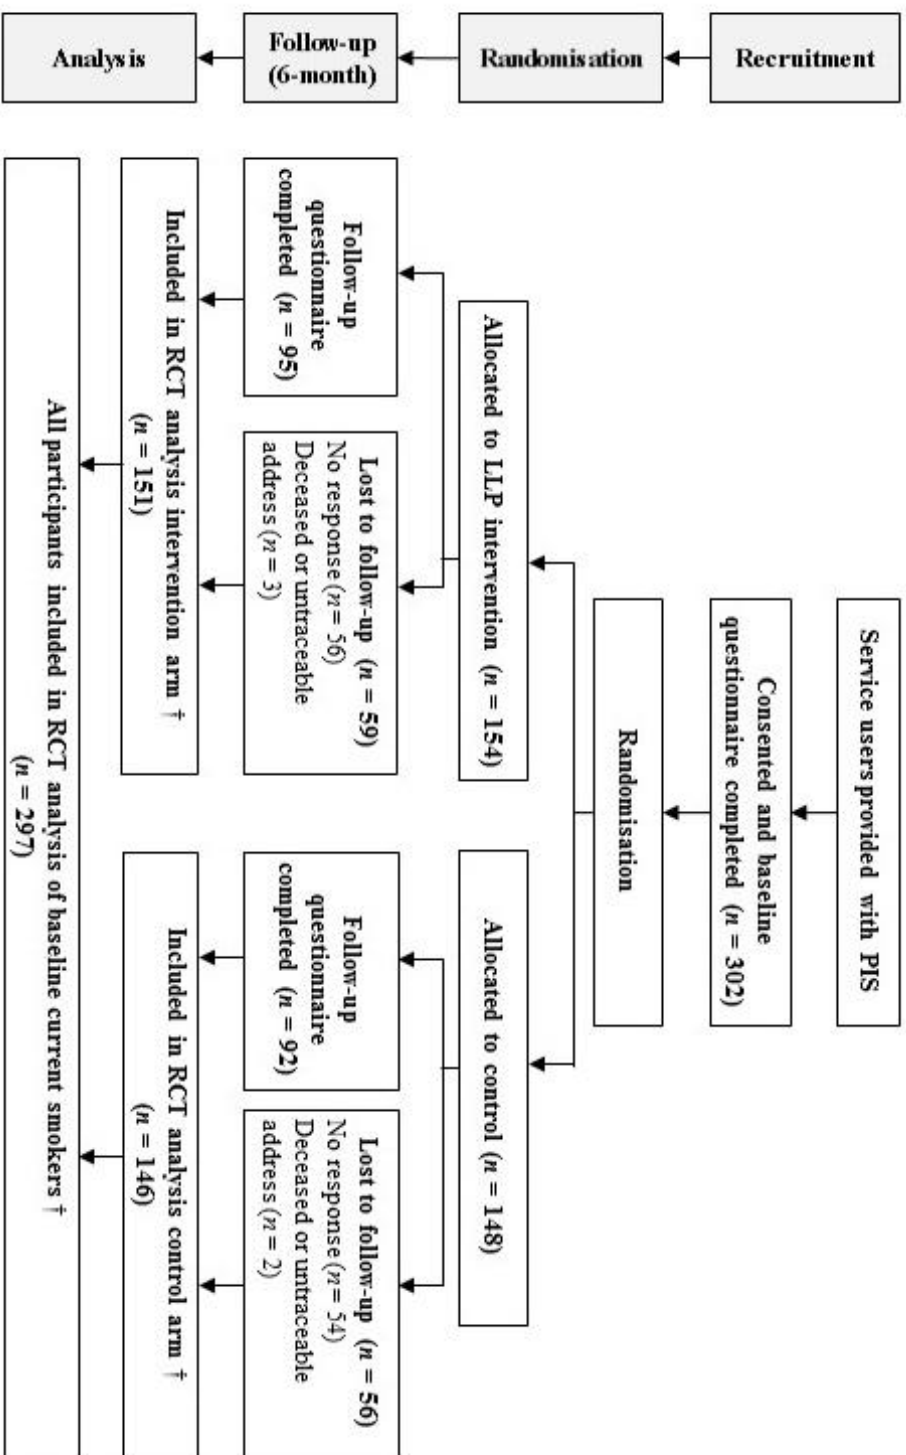 Recruitment
Service users provided with PIS
Consented and baseline
questionnaire completed (n = 302)
Randomisation
Randomisation
Allocated to LLP intervention (n = 154)
Allocated to control (n = 148)
Follow-up
(6-month)
Follow-up
questionnaire
completed (n = 95)
Lost to follow-up (n = 59)
No response (n = 56)
Deceased or untraceable
address (n = 3)
Follow-up
questionnaire
completed (n = 92)
Lost to follow-up (n = 56)
No response (n = 54)
Deceased or untraceable
address (n = 2)
Analysis
Included in RCT analysis intervention arm †
(n = 151)
Included in RCT analysis control arm †
(n = 146)
All participants included in RCT analysis of baseline current smokers †
(n = 297)